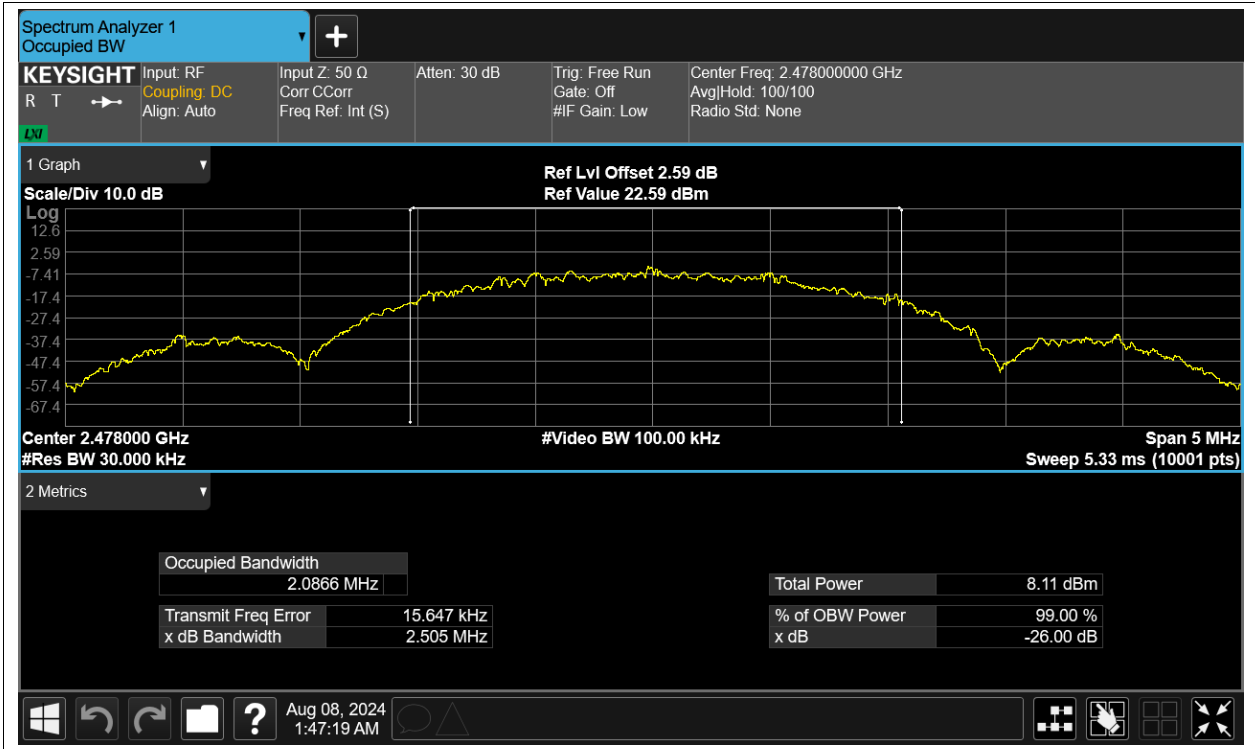 Spectrum Analyzer 1
Occupied BW
▼
+
KEYSIGHT
R T
LXI
Input: RF
Coupling: DC
Align: Auto
Input Z: 50 Ω
Corr CCorr
Freq Ref: Int (S)
Atten: 30 dB
Trig: Free Run
Gate: Off
#IF Gain: Low
Center Freq: 2.478000000 GHz
Avg|Hold: 100/100
Radio Std: None
1 Graph ▼
Scale/Div 10.0 dB
Ref Lvl Offset 2.59 dB
Ref Value 22.59 dBm
Log
12.6
2.59
-7.41
-17.4
-27.4
-37.4
-47.4
-57.4
-67.4
Center 2.478000 GHz
#Res BW 30.000 kHz
#Video BW 100.00 kHz
Span 5 MHz
Sweep 5.33 ms (10001 pts)
2 Metrics ▼
Occupied Bandwidth
2.0866 MHz
Transmit Freq Error 15.647 kHz
x dB Bandwidth 2.505 MHz
Total Power 8.11 dBm
% of OBW Power 99.00 %
x dB -26.00 dB
?
Aug 08, 2024
1:47:19 AM